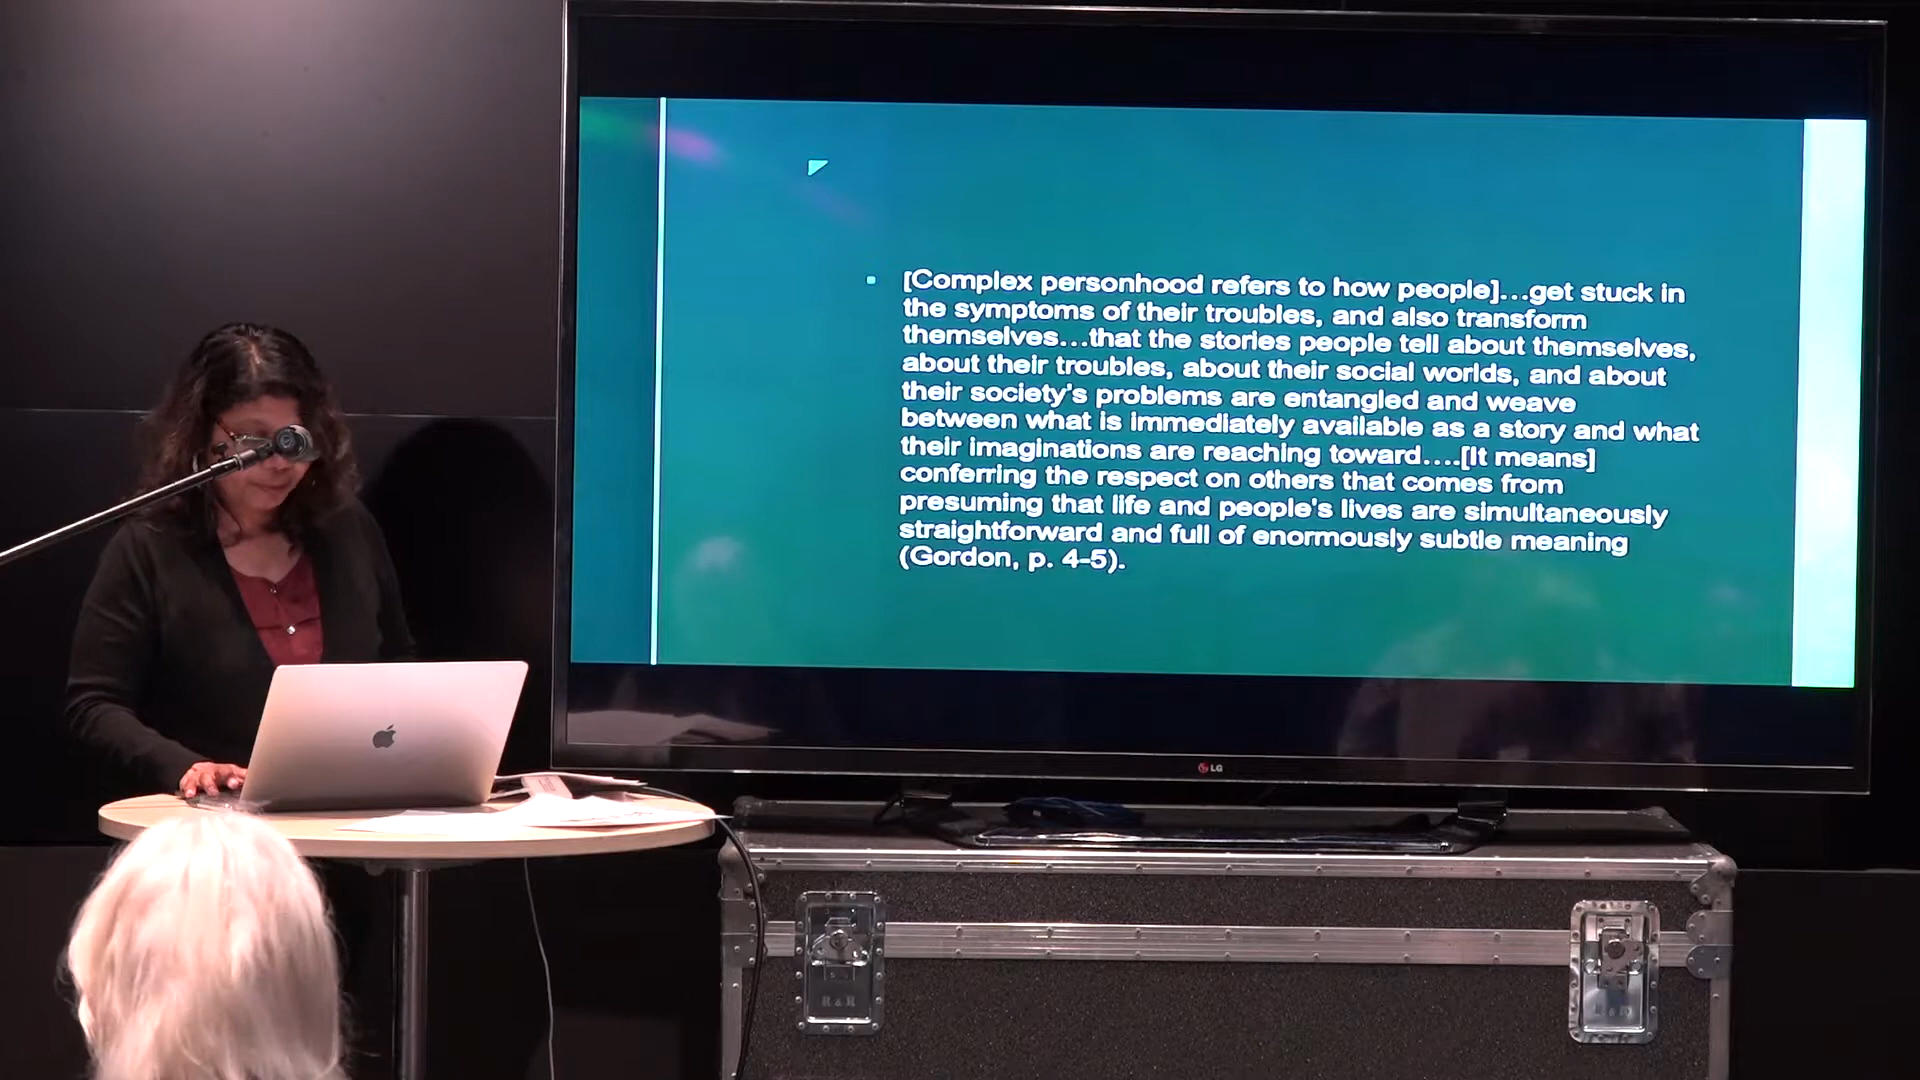 [Complex personhood refers to how people]…get stuck in
the symptoms of their troubles, and also transform
themselves…that the stories people tell about themselves,
about their troubles, about their social worlds, and about
their society's problems are entangled and weave
between what is immediately available as a story and what
their imaginations are reaching toward….[It means]
conferring the respect on others that comes from
presuming that life and people's lives are simultaneously
straightforward and full of enormously subtle meaning
(Gordon, p. 4-5).
LG
R & R